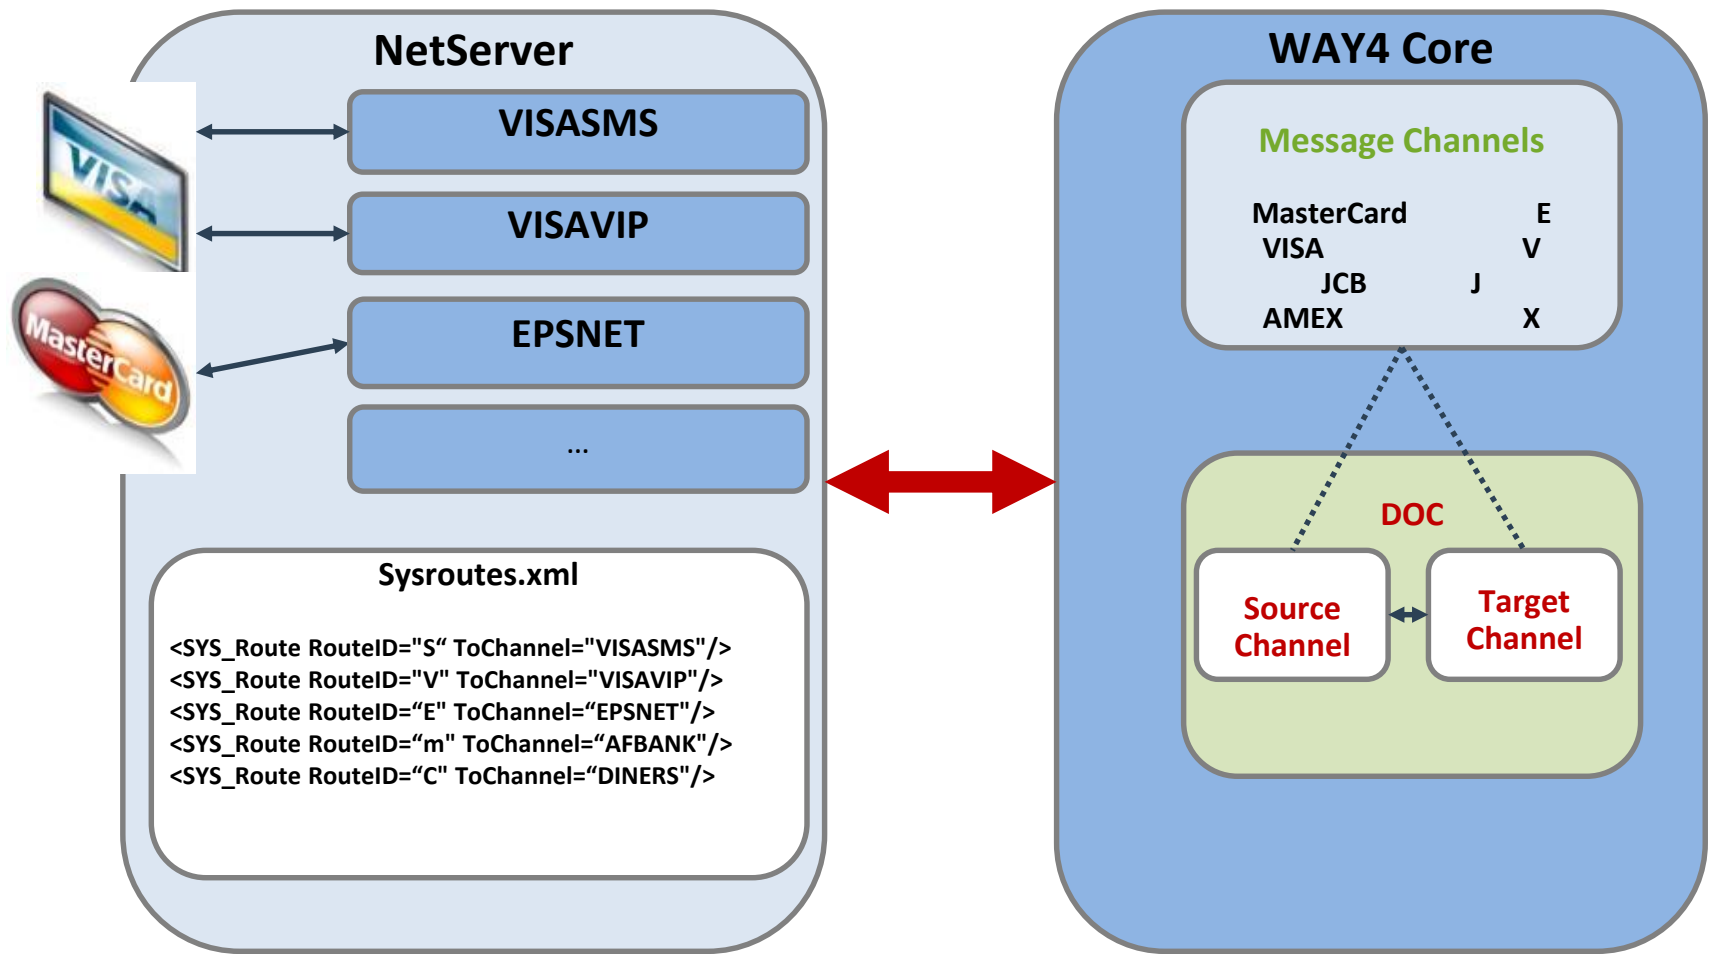 NetServer
VISASMS
VISA
VISAVIP
MasterCard
EPSNET
...
Sysroutes.xml
<SYS_Route RouteID="S“ ToChannel="VISASMS"/>
<SYS_Route RouteID="V" ToChannel="VISAVIP"/>
<SYS_Route RouteID=“E" ToChannel=“EPSNET"/>
<SYS_Route RouteID=“m" ToChannel=“AFBANK"/>
<SYS_Route RouteID=“C" ToChannel=“DINERS"/>
WAY4 Core
Message Channels
MasterCard E
VISA V
JCB J
AMEX X
DOC
Source
Channel
Target
Channel